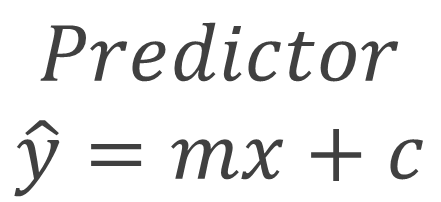 Predictor
ŷ = mx + c